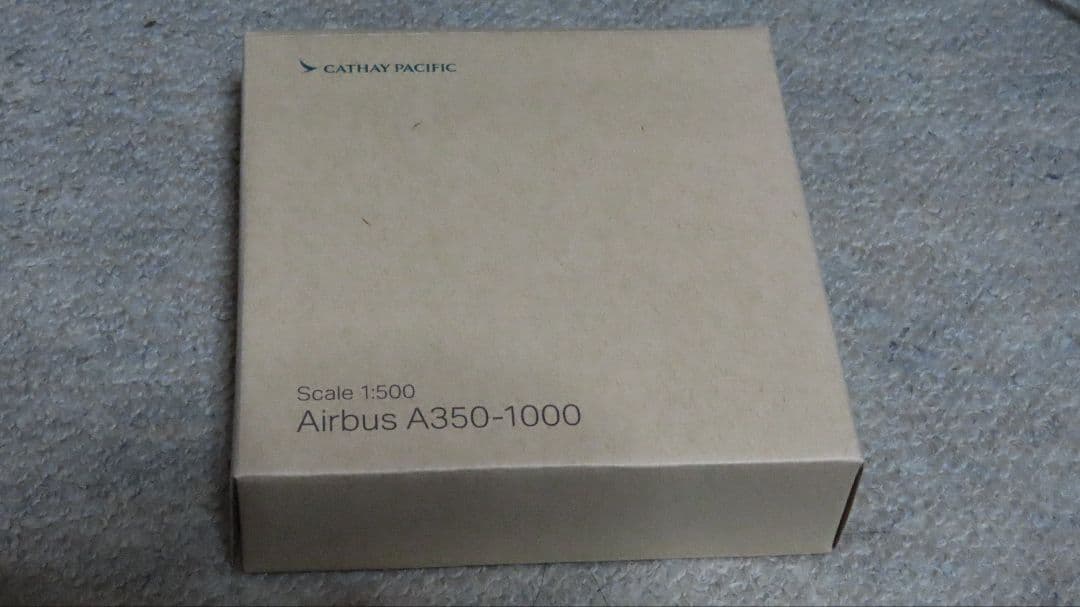 CATHAY PACIFIC
Scale 1:500
Airbus A350-1000